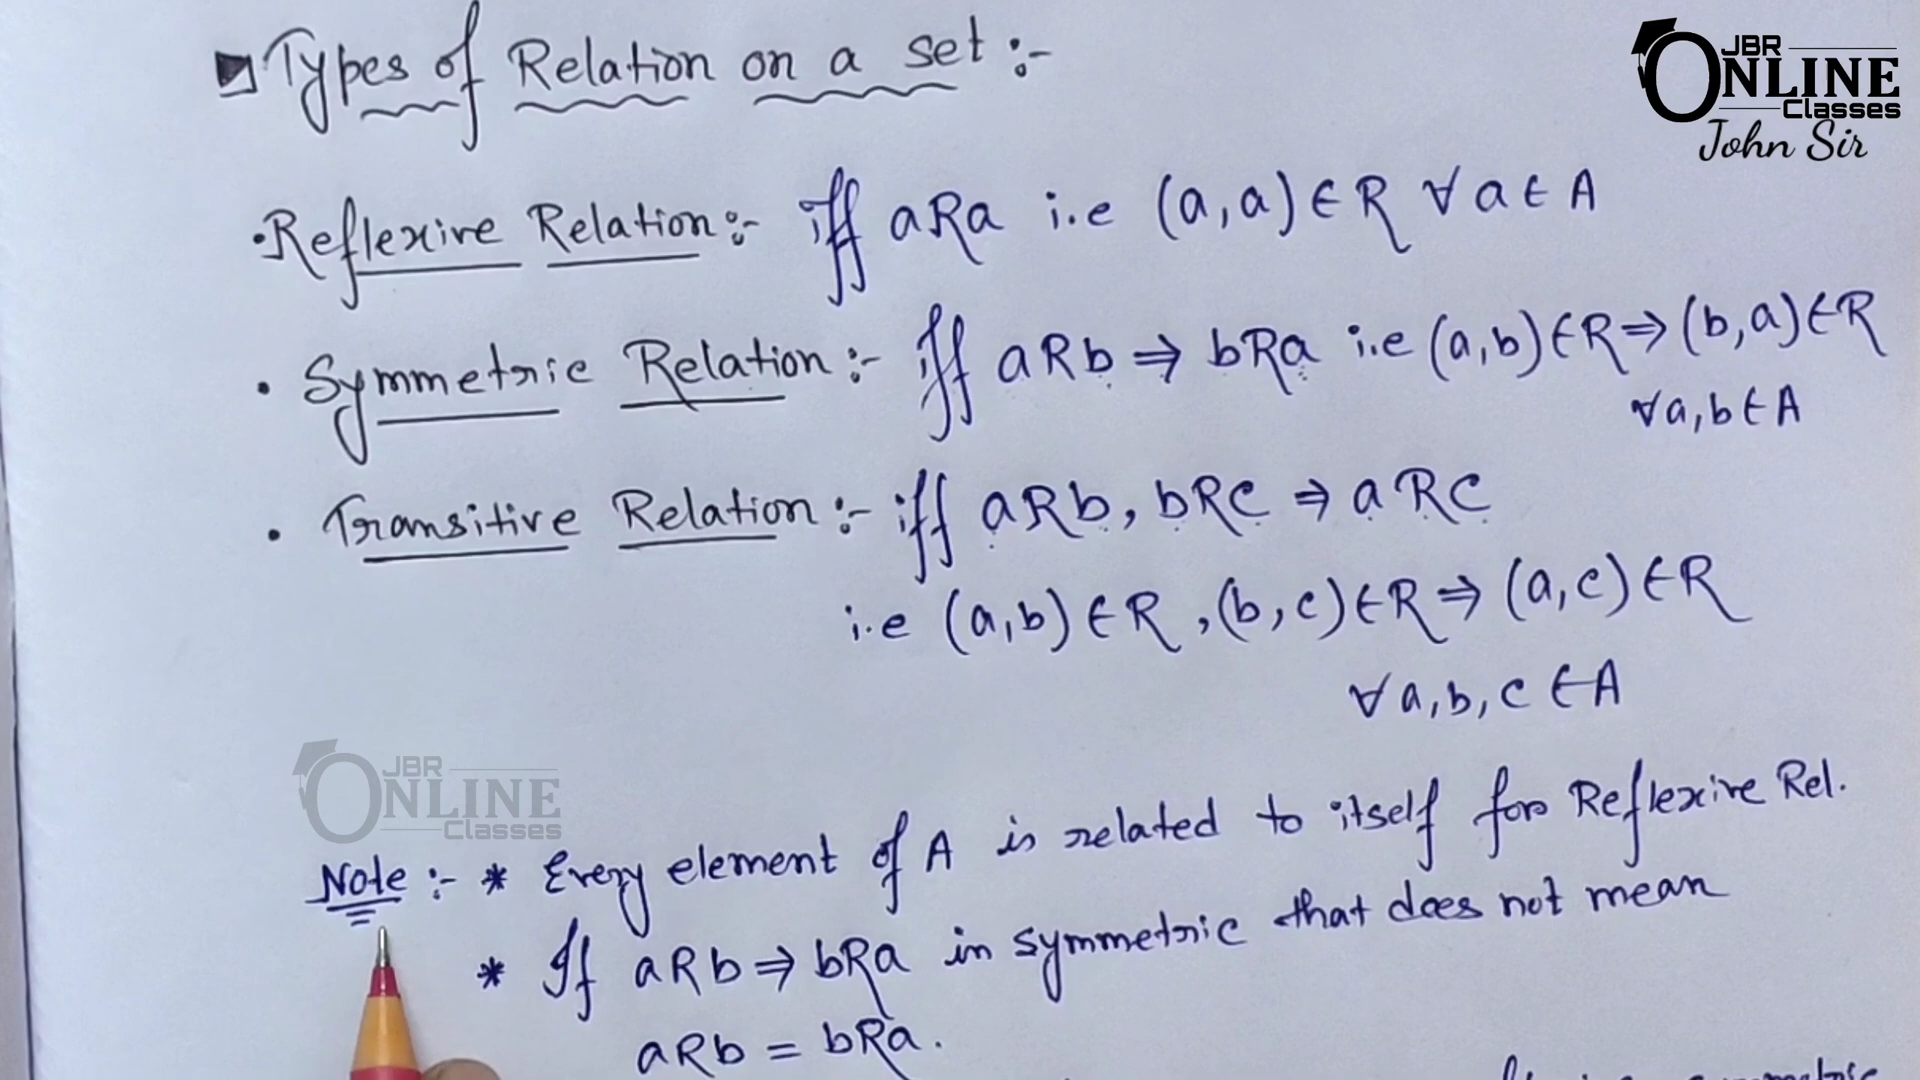 Types of Relation on a set :-
JBR
ONLINE
Classes
John Sir
• Reflexive Relation :- iff aRa i.e (a,a) ∈ R ∀ a ∈ A
• Symmetric Relation :- iff aRb ⇒ bRa i.e (a,b) ∈ R ⇒ (b,a) ∈ R
∀ a,b ∈ A
• Transitive Relation :- iff aRb, bRc ⇒ aRc
i.e (a,b) ∈ R, (b,c) ∈ R ⇒ (a,c) ∈ R
∀ a,b,c ∈ A
JBR
ONLINE
Classes
Note :- * Every element of A is related to itself for Reflexive Rel.
* If aRb ⇒ bRa in symmetric that does not mean
aRb = bRa.